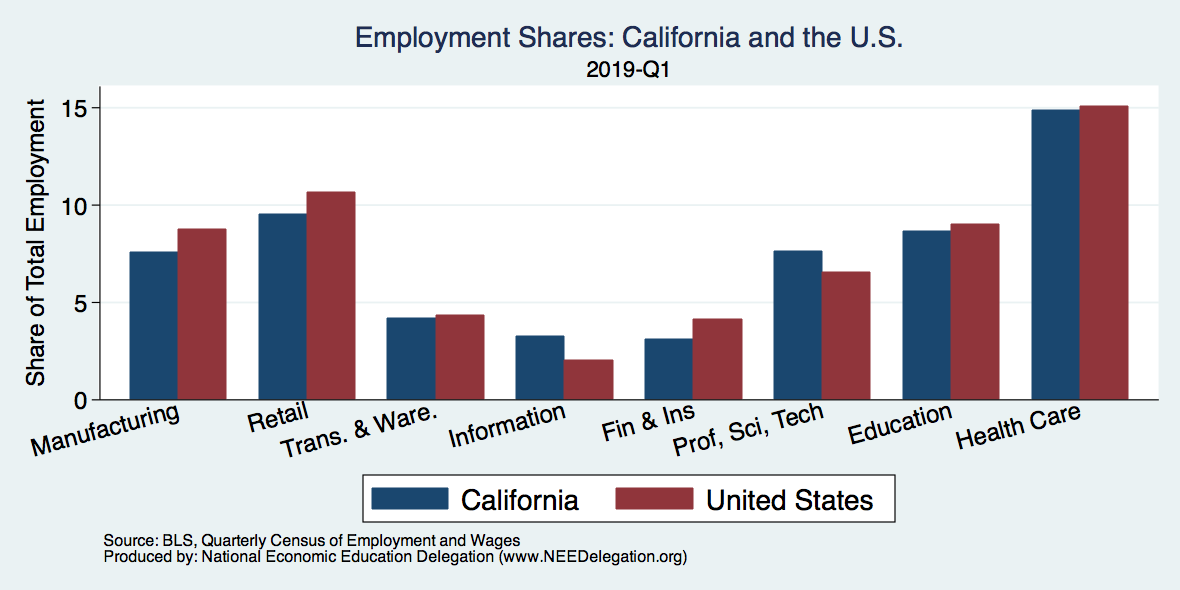 Employment Shares: California and the U.S.
2019-Q1
Share of Total Employment
15
10
5
0
Manufacturing
Retail
Trans. & Ware.
Information
Fin & Ins
Prof, Sci, Tech
Education
Health Care
California
United States
Source: BLS, Quarterly Census of Employment and Wages
Produced by: National Economic Education Delegation (www.NEEDelegation.org)